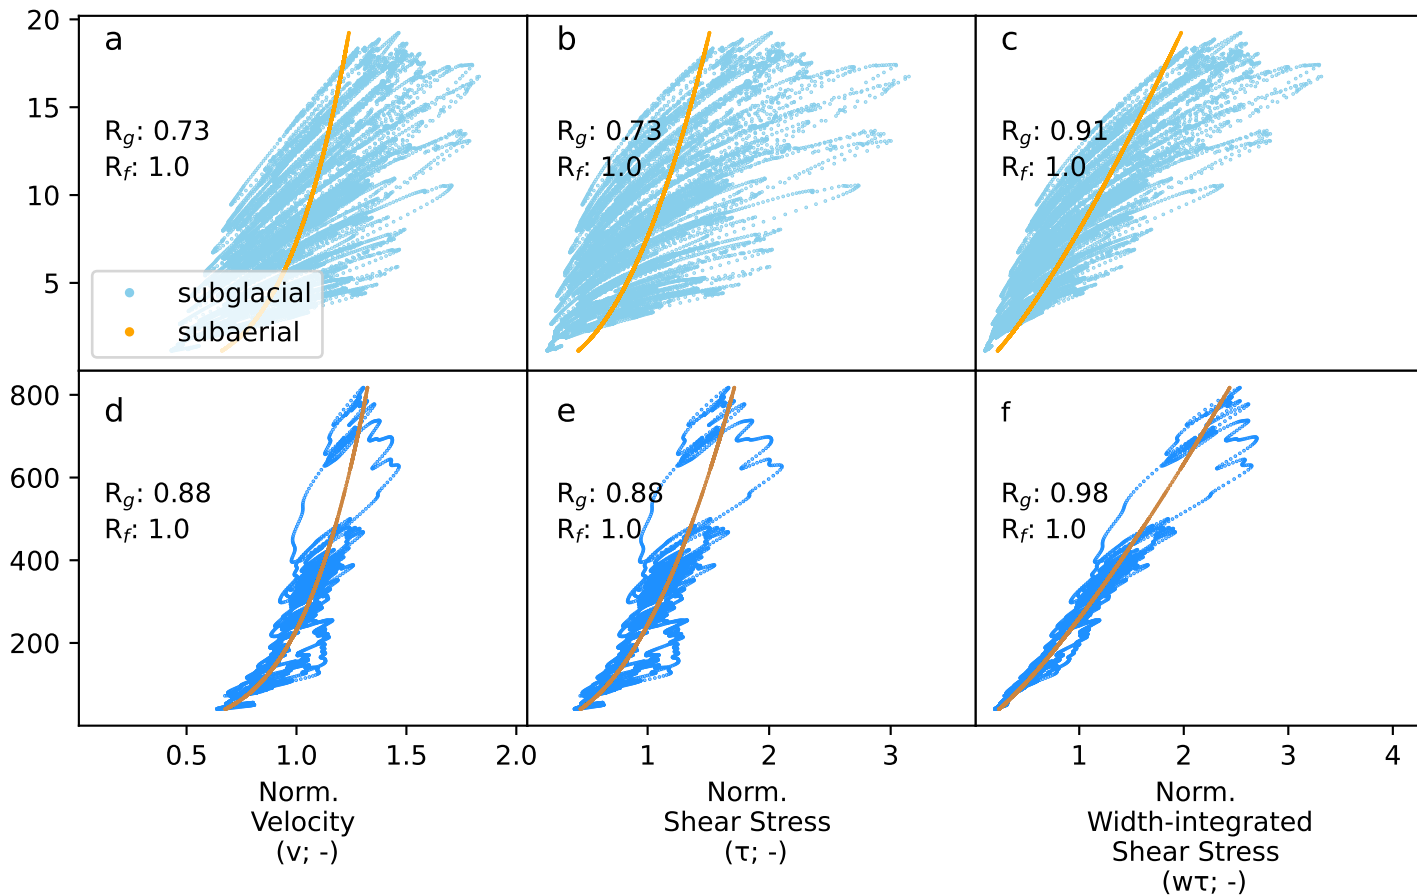 20
15
10
5
a
R_g: 0.73
R_f: 1.0
subglacial
subaerial
b
R_g: 0.73
R_f: 1.0
c
R_g: 0.91
R_f: 1.0
800
600
400
200
d
R_g: 0.88
R_f: 1.0
e
R_g: 0.88
R_f: 1.0
f
R_g: 0.98
R_f: 1.0
0.5 1.0 1.5 2.0
Norm.
Velocity
(v; -)
1 2 3
Norm.
Shear Stress
(τ; -)
1 2 3 4
Norm.
Width-integrated
Shear Stress
(wτ; -)